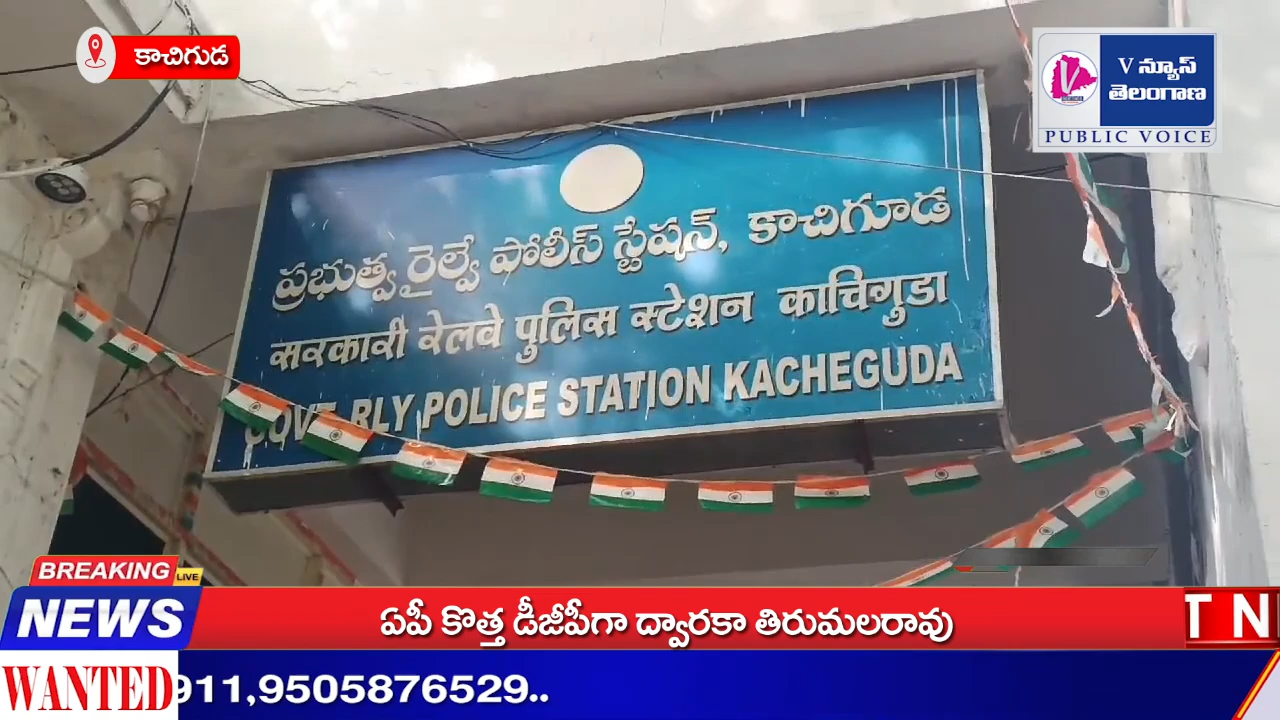 కాచిగుడ
V న్యూస్
తెలంగాణ
PUBLIC VOICE
ప్రభుత్వ రైల్వే పోలీస్ స్టేషన్, కాచిగూడ
सरकारी रेलवे पुलिस स्टेशन काचिगुडा
GOVT. RLY POLICE STATION KACHEGUDA
BREAKING
LIVE
NEWS
ఏపీ కొత్త డీజీపీగా ద్వారకా తిరుమలరావు
TN
WANTED
911,9505876529..